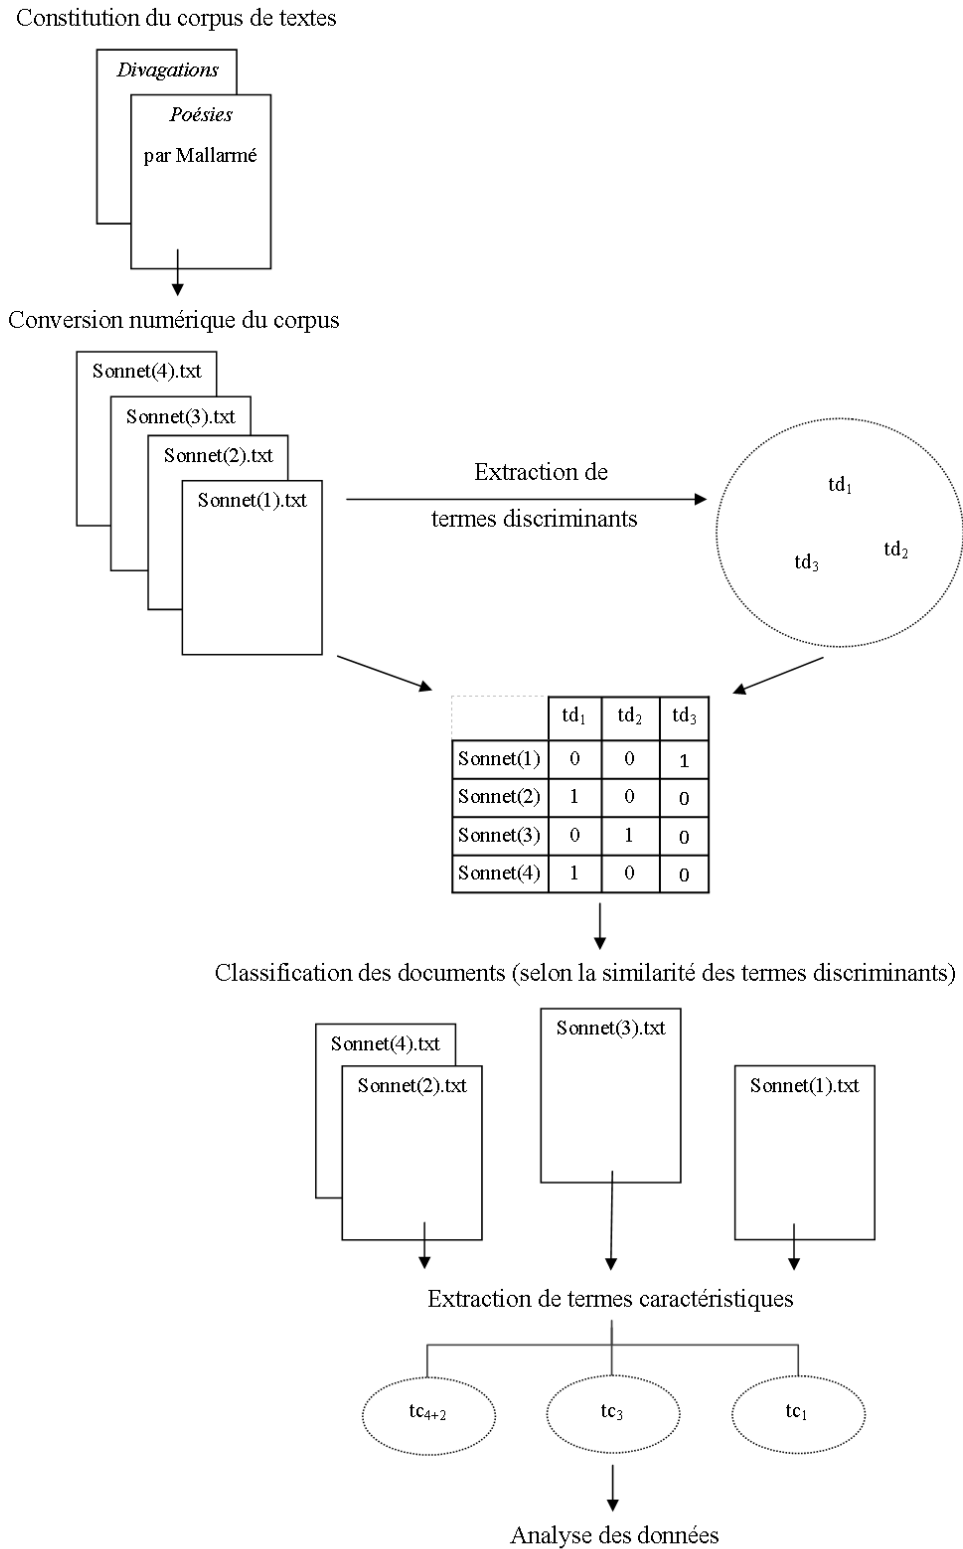 Constitution du corpus de textes
Divagations
Poésies
par Mallarmé
Conversion numérique du corpus
Sonnet(4).txt
Sonnet(3).txt
Sonnet(2).txt
Sonnet(1).txt
Extraction de
termes discriminants
td₁
td₂
td₃
td₁ td₂ td₃
Sonnet(1) 0 0 1
Sonnet(2) 1 0 0
Sonnet(3) 0 1 0
Sonnet(4) 1 0 0
Classification des documents (selon la similarité des termes discriminants)
Sonnet(4).txt
Sonnet(2).txt
Sonnet(3).txt
Sonnet(1).txt
Extraction de termes caractéristiques
tc₄₊₂ tc₃ tc₁
Analyse des données